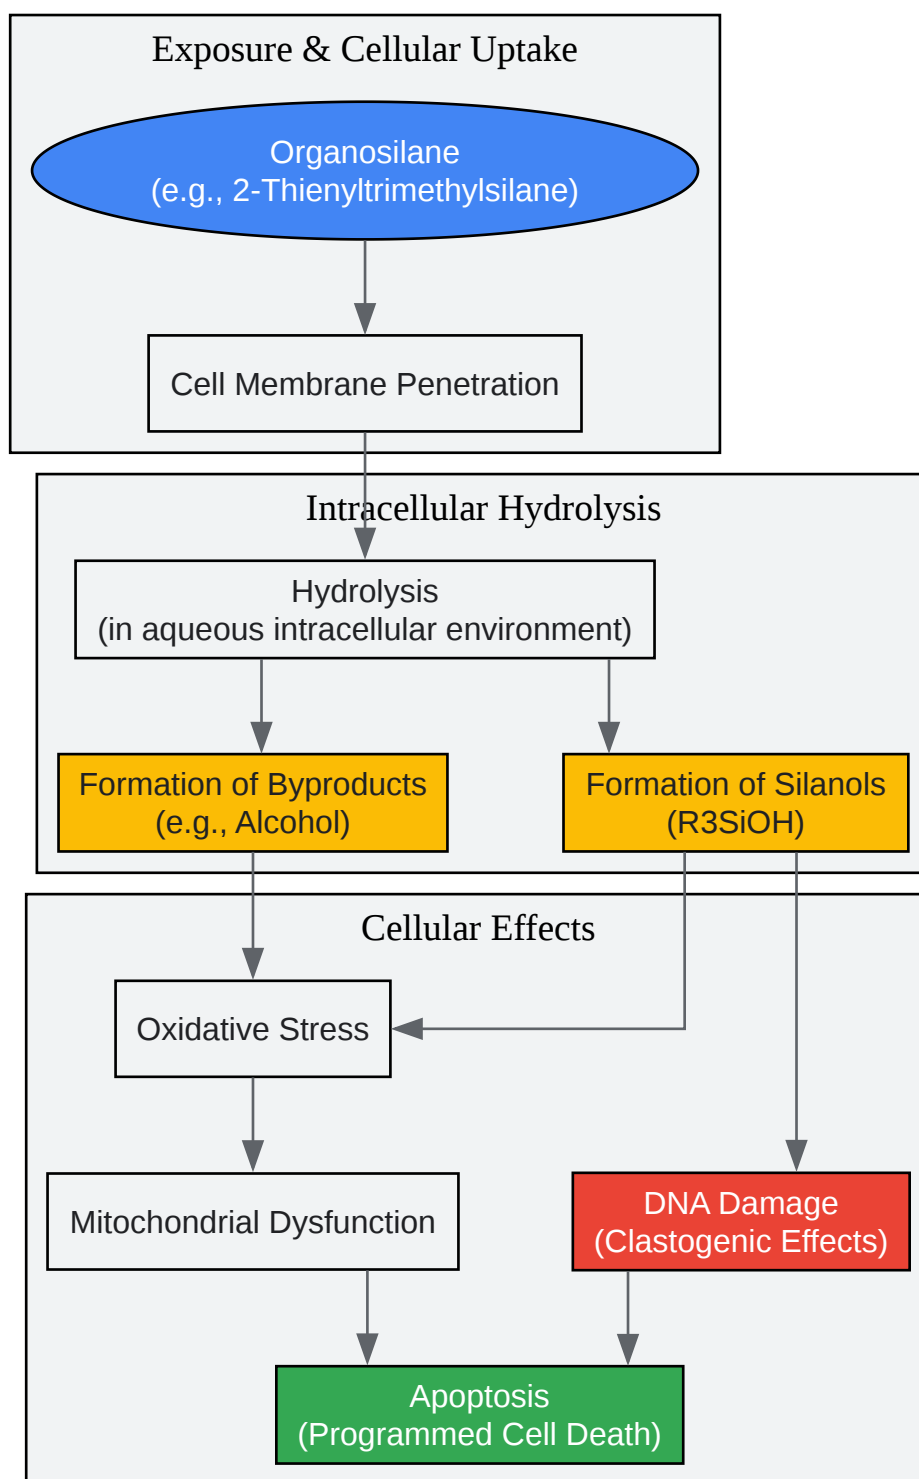 Exposure & Cellular Uptake
Organosilane
(e.g., 2-Thienyltrimethylsilane)
Cell Membrane Penetration
Intracellular Hydrolysis
Hydrolysis
(in aqueous intracellular environment)
Formation of Byproducts
(e.g., Alcohol)
Formation of Silanols
(R3SiOH)
Cellular Effects
Oxidative Stress
Mitochondrial Dysfunction
DNA Damage
(Clastogenic Effects)
Apoptosis
(Programmed Cell Death)